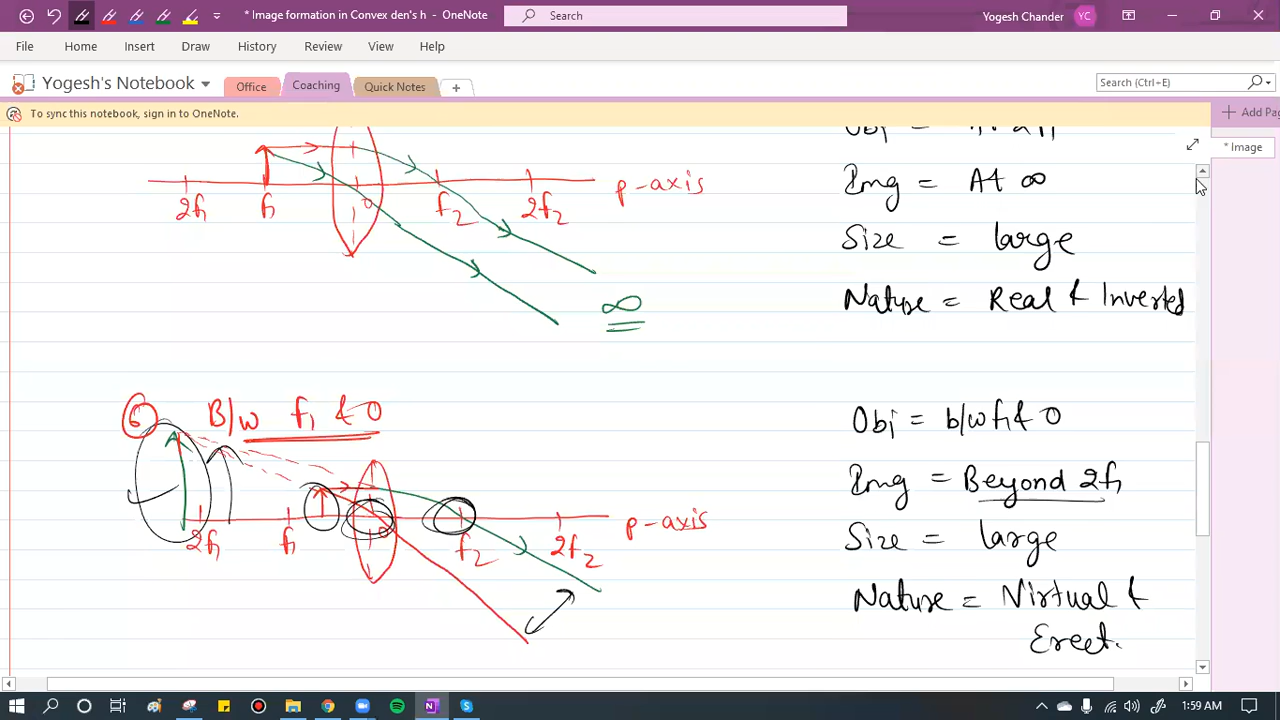 * Image formation in Convex den's h - OneNote
Search
Yogesh Chander
YC
File Home Insert Draw History Review View Help
Yogesh's Notebook
Office
Coaching
Quick Notes
Search (Ctrl+E)
To sync this notebook, sign in to OneNote.
Add Pag
* Image
2f1 f1 o f2 2f2 p-axis
∞
Obj =
Img = At ∞
Size = large
Nature = Real & Inverted
6 B/w f1 & O
2f1 f1 o f2 2f2 p-axis
Obj = b/w f1 & O
Img = Beyond 2f1
Size = large
Nature = Virtual &
Erect.
1:59 AM